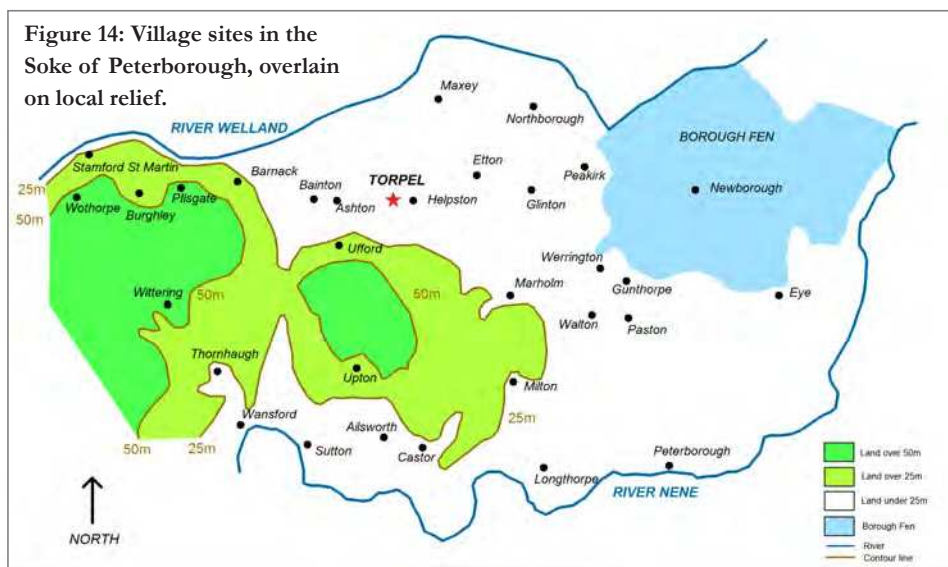 Figure 14: Village sites in the
Soke of Peterborough, overlain
on local relief.
Maxey
RIVER WELLAND
Northborough
BOROUGH FEN
Stamford St Martin
Barnack
Etton
Peakirk
25m
Bainton
TORPEL
Wothorpe
Burghley
Pilsgate
Ashton
Helpston
Glinton
Newborough
50m
Ufford
Werrington
Wittering
50m
50m
Marholm
Gunthorpe
Eye
Walton
Paston
Thornhaugh
Upton
Milton
Wansford
25m
50m
25m
Ailsworth
Sutton
Castor
Longthorpe
Peterborough
RIVER NENE
NORTH
Land over 50m
Land over 25m
Land under 25m
Borough Fen
River
Contour line